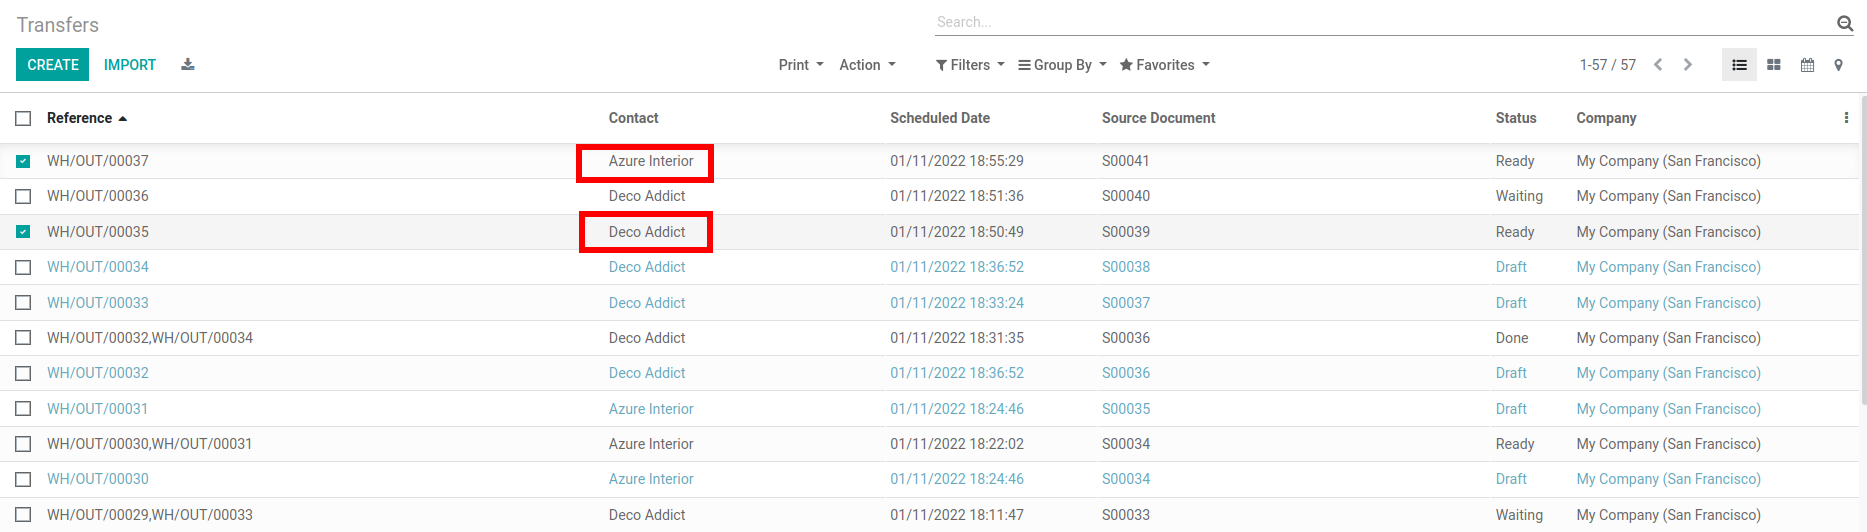 Transfers
Search...
CREATE IMPORT Print Action Filters Group By Favorites 1-57 / 57
Reference Contact Scheduled Date Source Document Status Company
WH/OUT/00037 Azure Interior 01/11/2022 18:55:29 S00041 Ready My Company (San Francisco)
WH/OUT/00036 Deco Addict 01/11/2022 18:51:36 S00040 Waiting My Company (San Francisco)
WH/OUT/00035 Deco Addict 01/11/2022 18:50:49 S00039 Ready My Company (San Francisco)
WH/OUT/00034 Deco Addict 01/11/2022 18:36:52 S00038 Draft My Company (San Francisco)
WH/OUT/00033 Deco Addict 01/11/2022 18:33:24 S00037 Draft My Company (San Francisco)
WH/OUT/00032,WH/OUT/00034 Deco Addict 01/11/2022 18:31:35 S00036 Done My Company (San Francisco)
WH/OUT/00032 Deco Addict 01/11/2022 18:36:52 S00036 Draft My Company (San Francisco)
WH/OUT/00031 Azure Interior 01/11/2022 18:24:46 S00035 Draft My Company (San Francisco)
WH/OUT/00030,WH/OUT/00031 Azure Interior 01/11/2022 18:22:02 S00034 Ready My Company (San Francisco)
WH/OUT/00030 Azure Interior 01/11/2022 18:24:46 S00034 Draft My Company (San Francisco)
WH/OUT/00029,WH/OUT/00033 Deco Addict 01/11/2022 18:11:47 S00033 Waiting My Company (San Francisco)